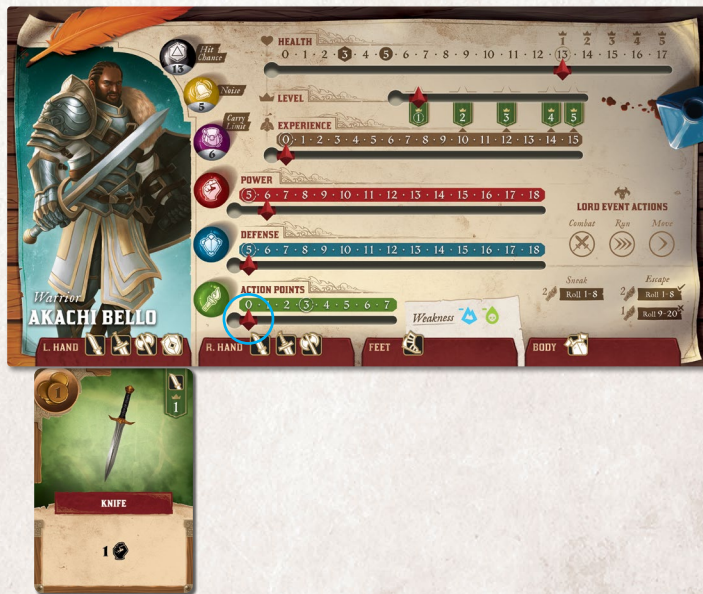 Hit Chance
13
Noise
5
Carry Limit
6
HEALTH
1 2 3 4 5
0 · 1 · 2 · 3 · 4 · 5 · 6 · 7 · 8 · 9 · 10 · 11 · 12 · 13 · 14 · 15 · 16 · 17
LEVEL
1 2 3 4 5
EXPERIENCE
0 · 1 · 2 · 3 · 4 · 5 · 6 · 7 · 8 · 9 · 10 · 11 · 12 · 13 · 14 · 15
POWER
5 · 6 · 7 · 8 · 9 · 10 · 11 · 12 · 13 · 14 · 15 · 16 · 17 · 18
DEFENSE
5 · 6 · 7 · 8 · 9 · 10 · 11 · 12 · 13 · 14 · 15 · 16 · 17 · 18
ACTION POINTS
0 · 1 · 2 · 3 · 4 · 5 · 6 · 7
Weakness
LORD EVENT ACTIONS
Combat Run Move
Sneak
2 Roll 1-8
Escape
2 Roll 1-8
1 Roll 9-20
Warrior
AKACHI BELLO
L. HAND
R. HAND
FEET
BODY
1
1
KNIFE
1